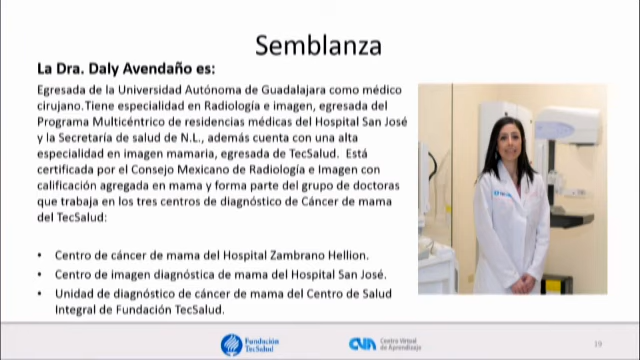 Semblanza
La Dra. Daly Avendaño es:
Egresada de la Universidad Autónoma de Guadalajara como médico
cirujano.Tiene especialidad en Radiología e imagen, egresada del
Programa Multicéntrico de residencias médicas del Hospital San José
y la Secretaría de salud de N.L., además cuenta con una alta
especialidad en imagen mamaria, egresada de TecSalud. Está
certificada por el Consejo Mexicano de Radiología e Imagen con
calificación agregada en mama y forma parte del grupo de doctoras
que trabaja en los tres centros de diagnóstico de Cáncer de mama
del TecSalud:
• Centro de cáncer de mama del Hospital Zambrano Hellion.
• Centro de imagen diagnóstica de mama del Hospital San José.
• Unidad de diagnóstico de cáncer de mama del Centro de Salud
Integral de Fundación TecSalud.
Fundación
TecSalud
CVA
Centro Virtual
de Aprendizaje
19